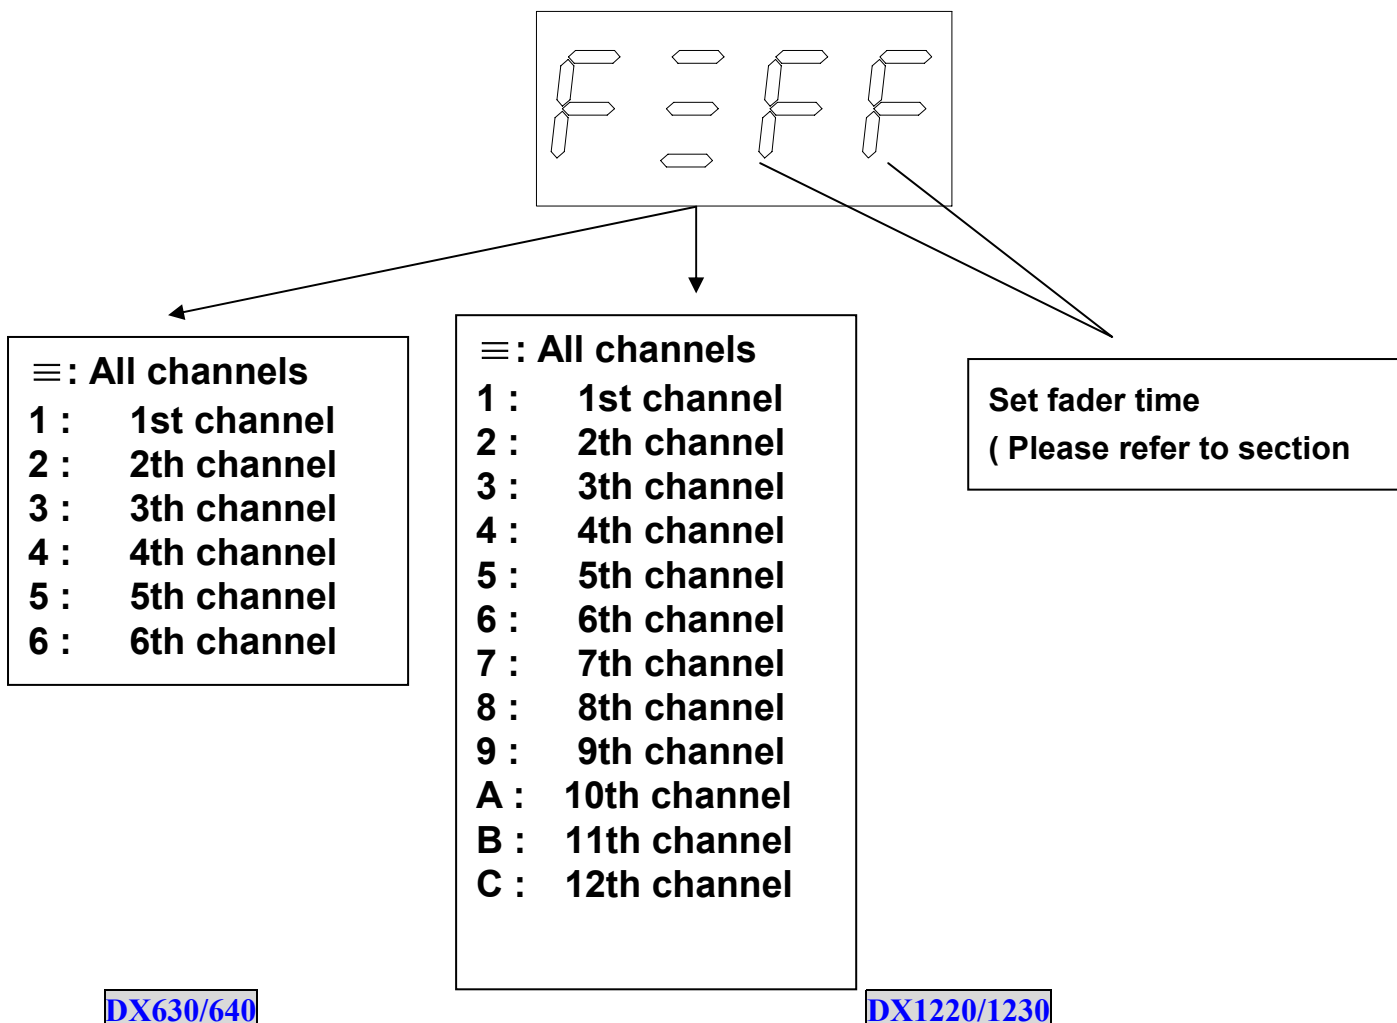 F≡FF
≡: All channels
1 : 1st channel
2 : 2th channel
3 : 3th channel
4 : 4th channel
5 : 5th channel
6 : 6th channel
≡: All channels
1 : 1st channel
2 : 2th channel
3 : 3th channel
4 : 4th channel
5 : 5th channel
6 : 6th channel
7 : 7th channel
8 : 8th channel
9 : 9th channel
A : 10th channel
B : 11th channel
C : 12th channel
Set fader time
( Please refer to section
DX630/640
DX1220/1230